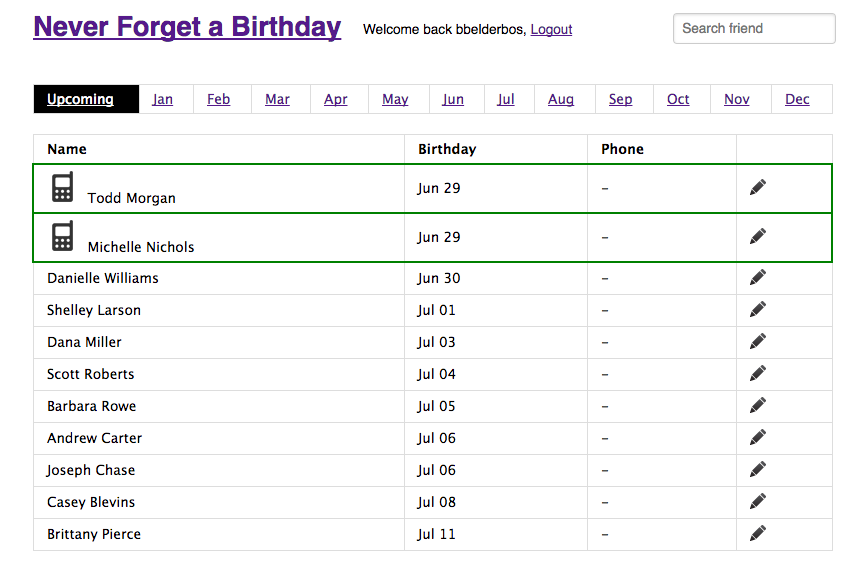 Never Forget a Birthday Welcome back bbelderbos, Logout Search friend
Upcoming Jan Feb Mar Apr May Jun Jul Aug Sep Oct Nov Dec
Name Birthday Phone
Todd Morgan Jun 29 –
Michelle Nichols Jun 29 –
Danielle Williams Jun 30 –
Shelley Larson Jul 01 –
Dana Miller Jul 03 –
Scott Roberts Jul 04 –
Barbara Rowe Jul 05 –
Andrew Carter Jul 06 –
Joseph Chase Jul 06 –
Casey Blevins Jul 08 –
Brittany Pierce Jul 11 –